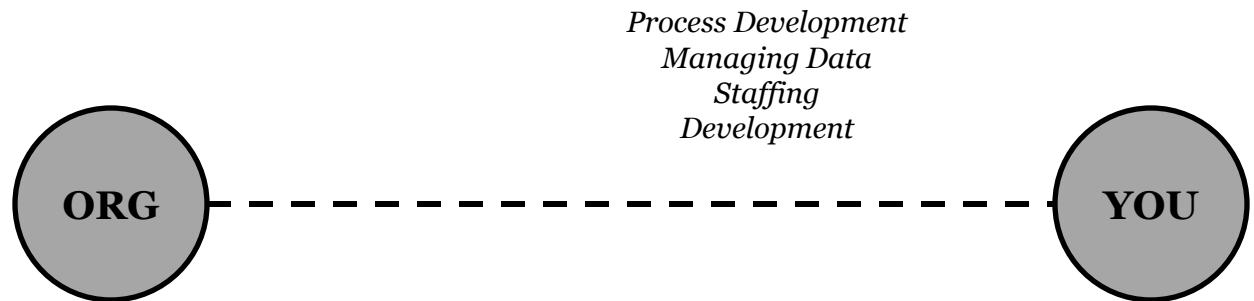 Process Development
Managing Data
Staffing
Development
ORG
YOU